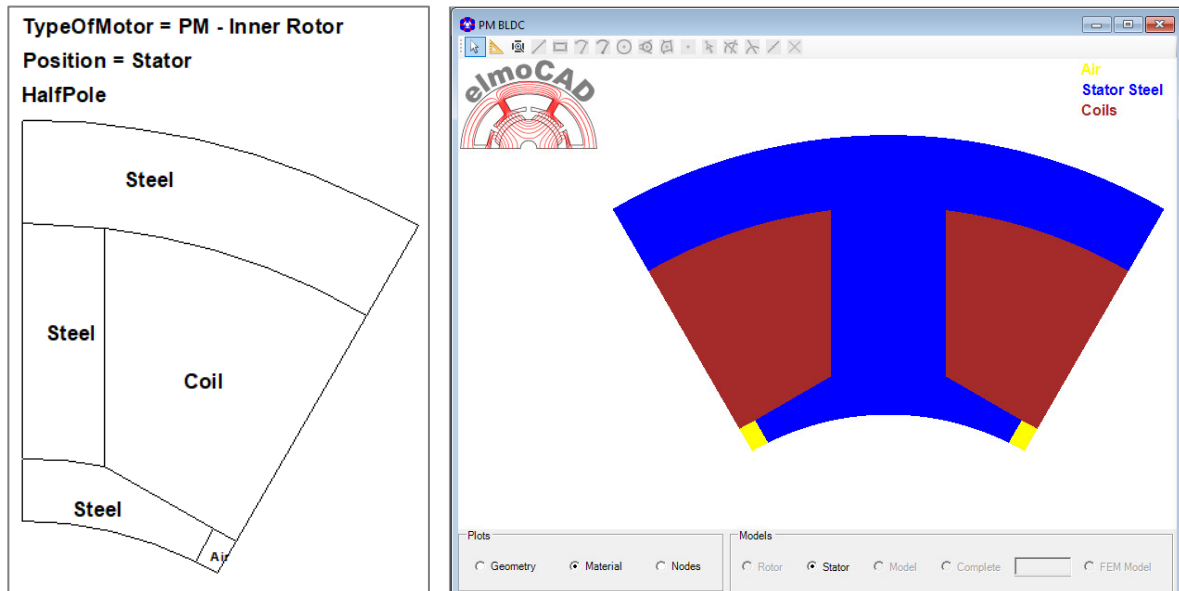 TypeOfMotor = PM - Inner Rotor
Position = Stator
HalfPole
Steel
Steel
Coil
Steel
Air
PM BLDC
elmoCAD
Air
Stator Steel
Coils
Plots
Geometry
Material
Nodes
Models
Rotor
Stator
Model
Complete
FEM Model